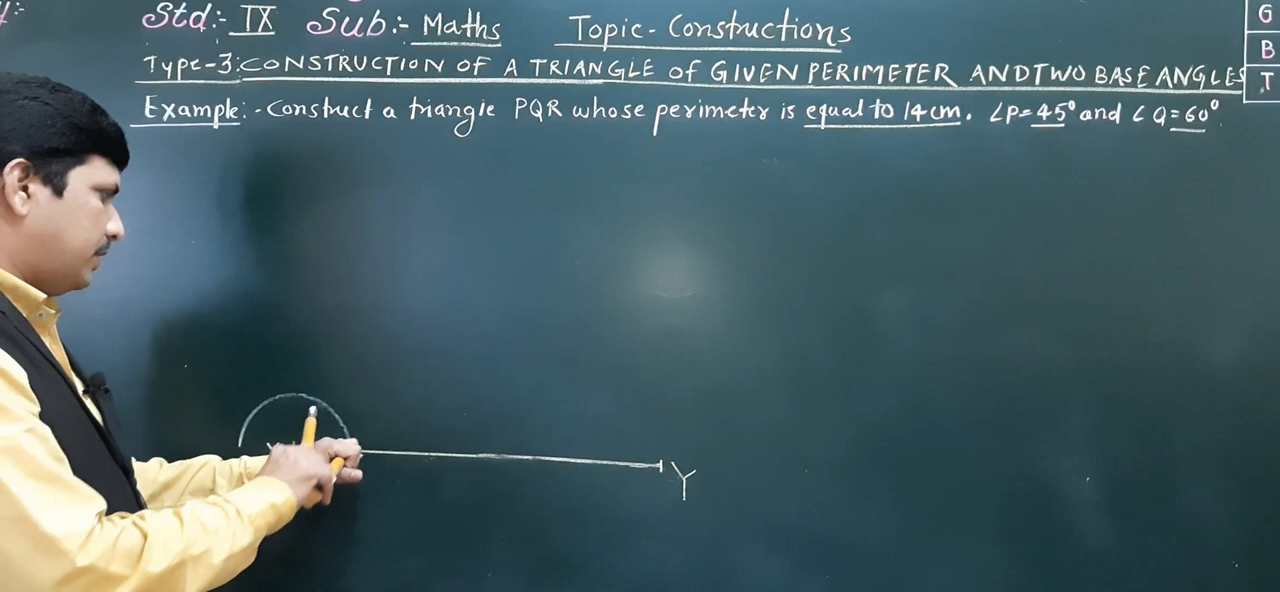 Std:- IX Sub:- Maths Topic - Constructions
Type-3: CONSTRUCTION OF A TRIANGLE of GIVEN PERIMETER AND TWO BASE ANGLES
Example:- Construct a triangle PQR whose perimeter is equal to 14 cm. ∠P=45° and ∠Q=60°.
G
B
T
Y